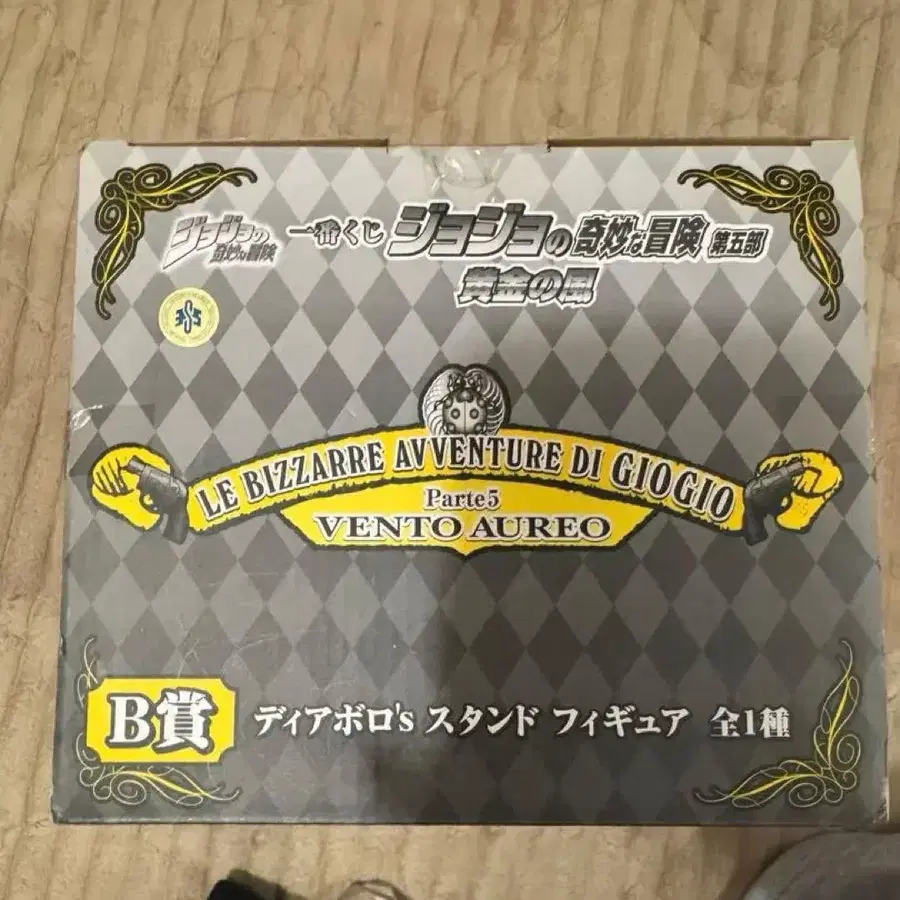 ジョジョの
奇妙な冒険
一番くじ ジョジョの奇妙な冒険 第五部
黄金の風
LE BIZZARRE AVVENTURE DI GIOGIO
Parte5
VENTO AUREO
B賞
ディアボロ's スタンド フィギュア 全1種